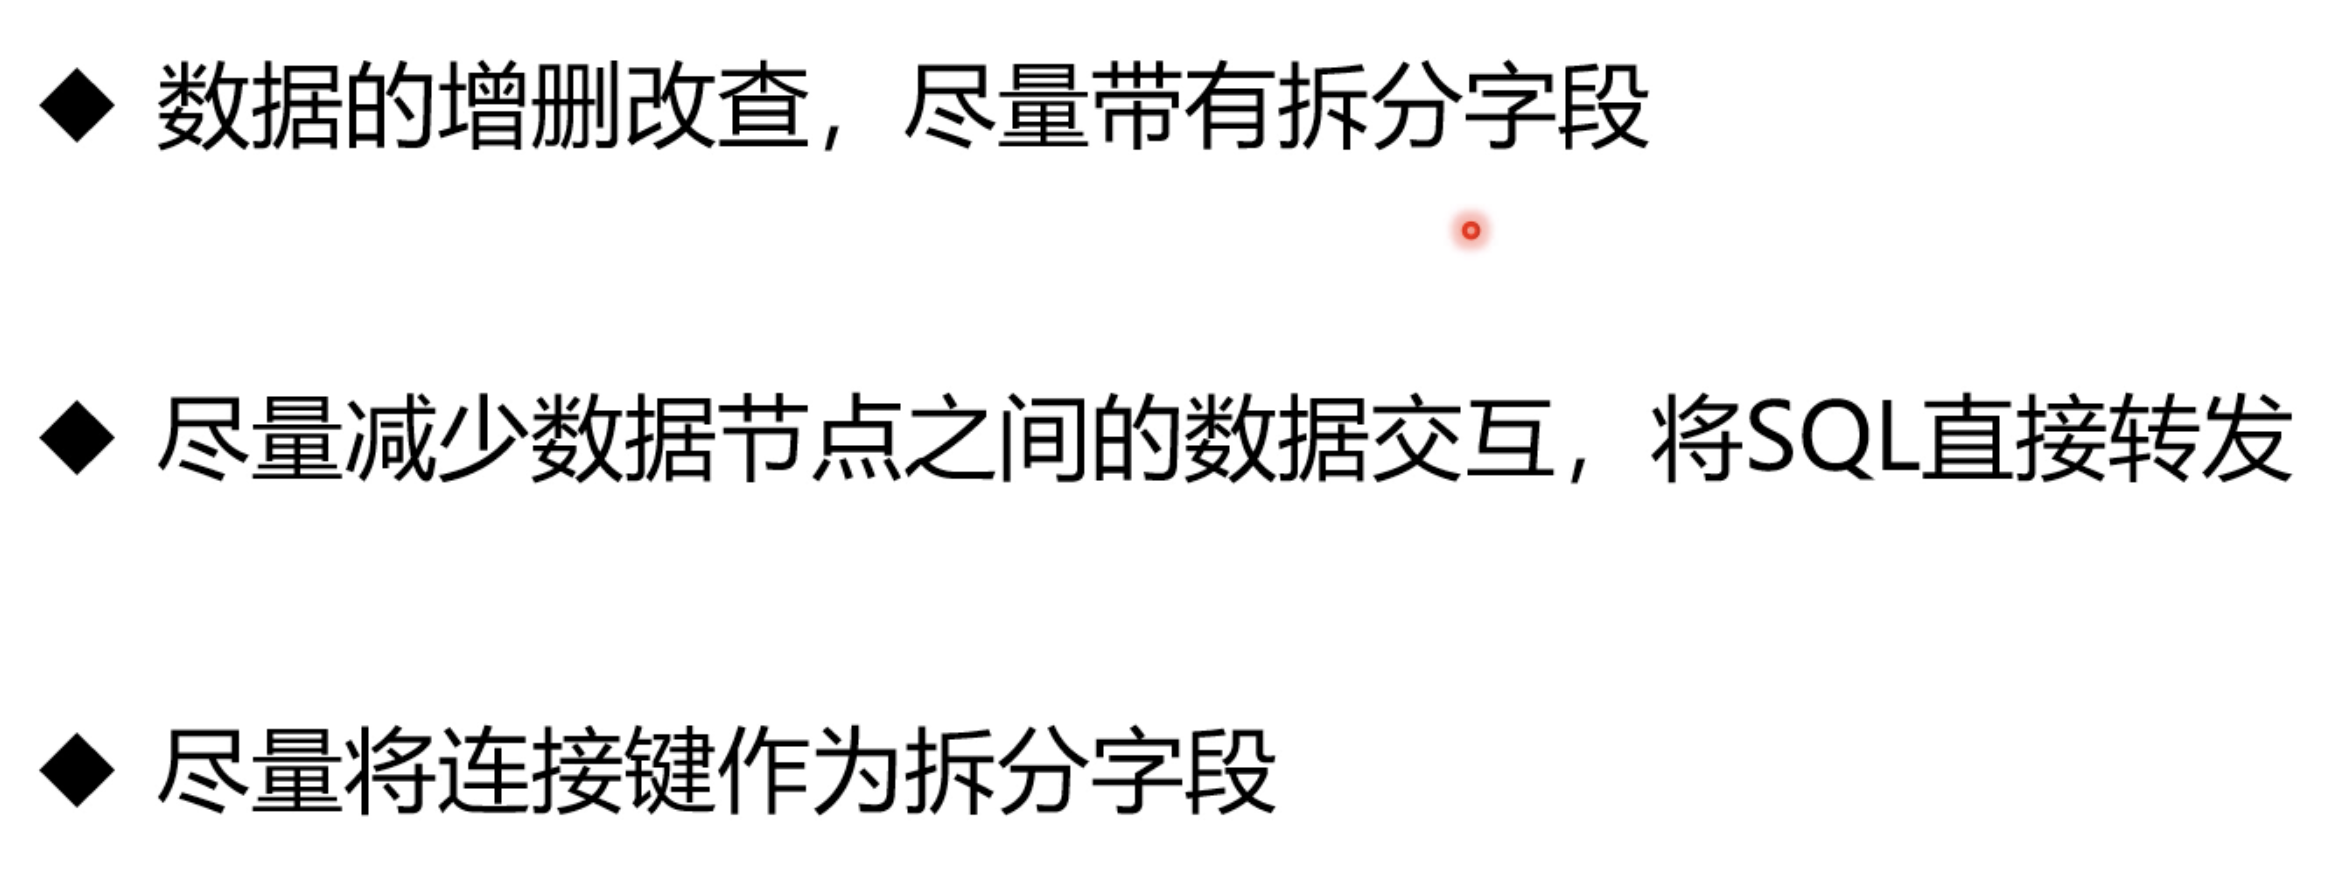 ◆ 数据的增删改查，尽量带有拆分字段
◆ 尽量减少数据节点之间的数据交互，将SQL直接转发
◆ 尽量将连接键作为拆分字段